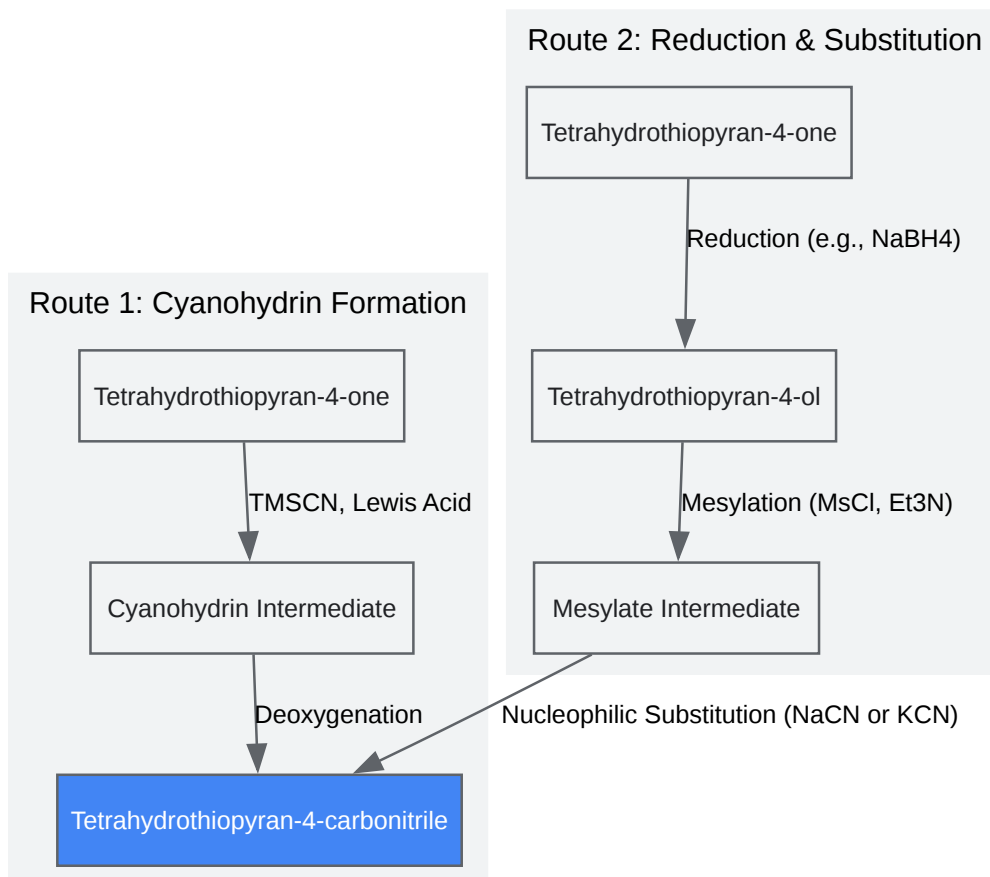 Route 2: Reduction & Substitution
Tetrahydrothiopyran-4-one
Reduction (e.g., NaBH4)
Route 1: Cyanohydrin Formation
Tetrahydrothiopyran-4-one
Tetrahydrothiopyran-4-ol
TMSCN, Lewis Acid
Mesylation (MsCl, Et3N)
Cyanohydrin Intermediate
Mesylate Intermediate
Deoxygenation
Nucleophilic Substitution (NaCN or KCN)
Tetrahydrothiopyran-4-carbonitrile